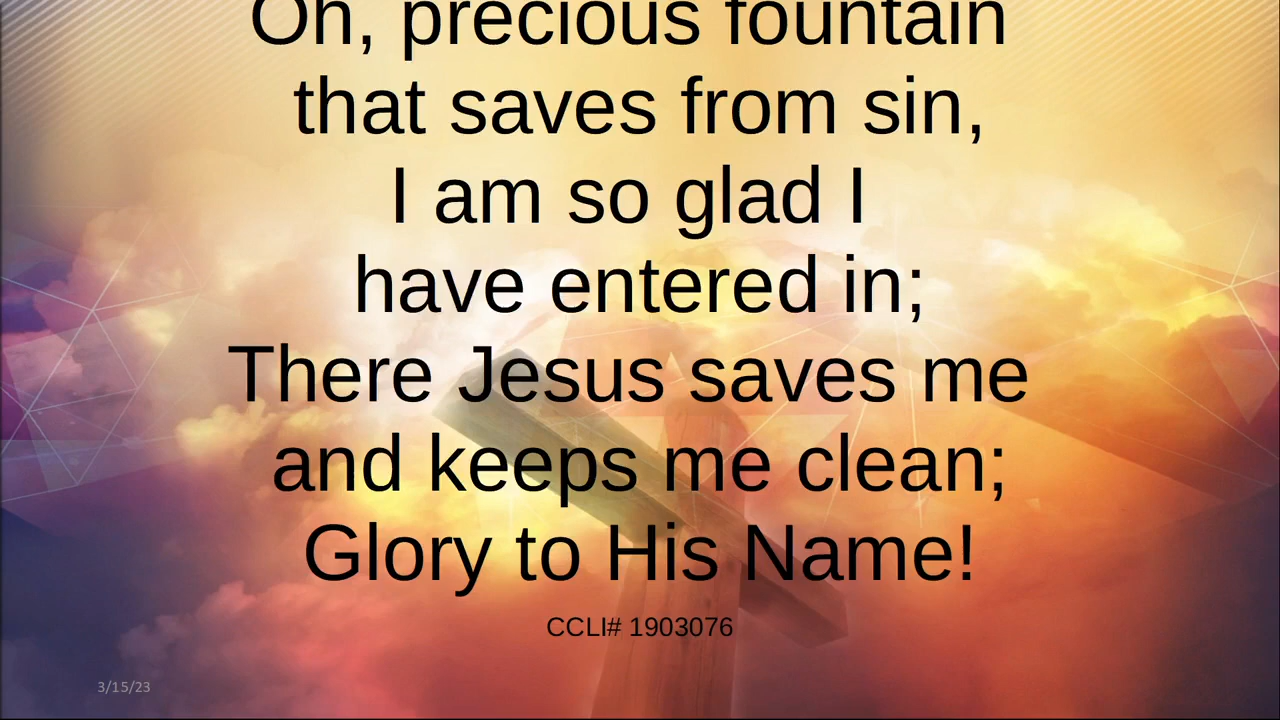 Oh, precious fountain
that saves from sin,
I am so glad I
have entered in;
There Jesus saves me
and keeps me clean;
Glory to His Name!
CCLI# 1903076
3/15/23